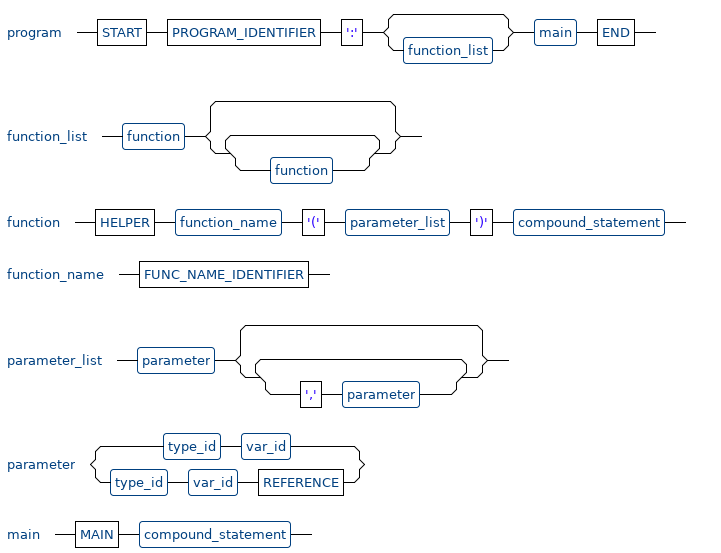 program START PROGRAM_IDENTIFIER ':' function_list main END
function_list function function
function HELPER function_name '(' parameter_list ')' compound_statement
function_name FUNC_NAME_IDENTIFIER
parameter_list parameter ',' parameter
parameter type_id var_id
type_id var_id REFERENCE
main MAIN compound_statement